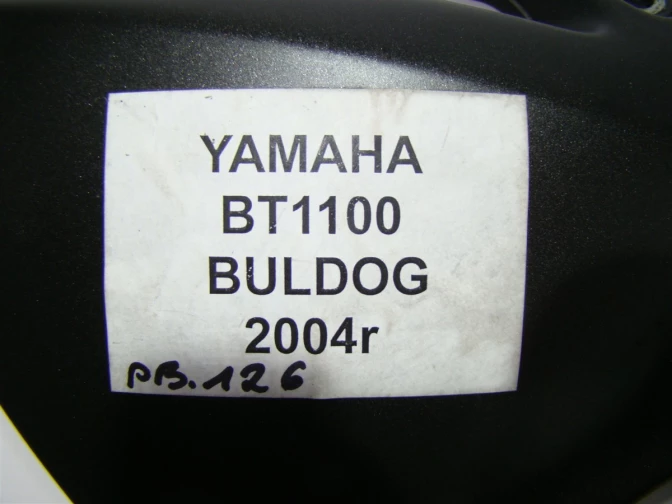 YAMAHA
BT1100
BULDOG
2004r
PB.126